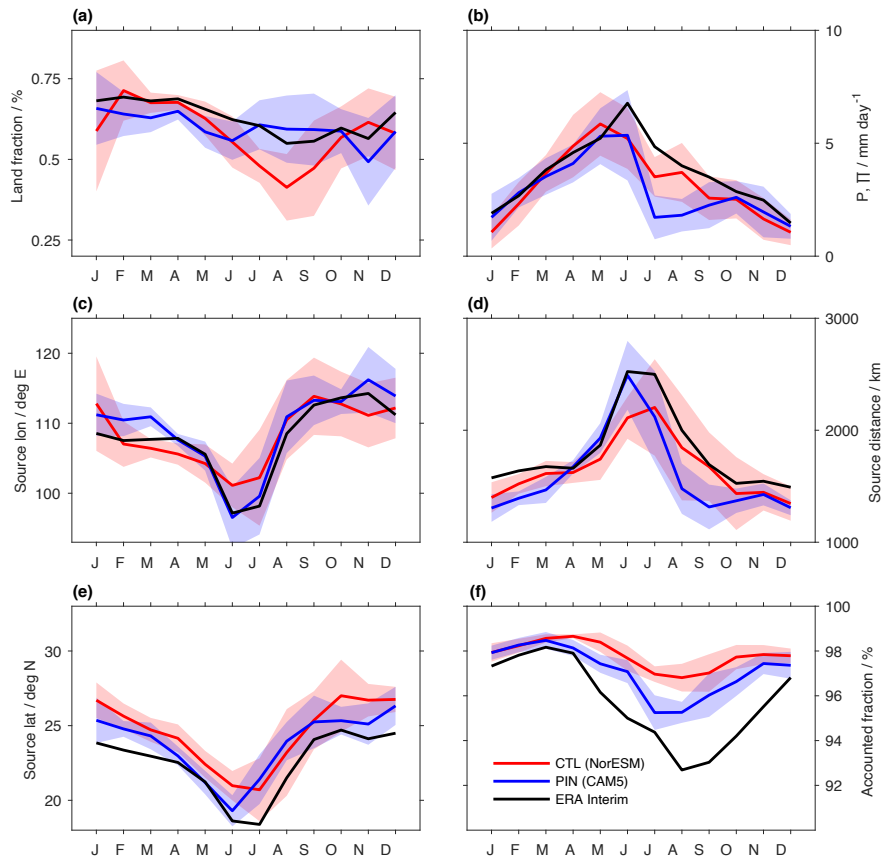 (a)
(b)
0.75
0.5
0.25
Land fraction / %
J F M A M J J A S O N D
10
5
0
P, ∏ / mm day-1
J F M A M J J A S O N D
(c)
(d)
120
110
100
Source lon / deg E
J F M A M J J A S O N D
3000
2000
1000
Source distance / km
J F M A M J J A S O N D
(e)
(f)
30
25
20
Source lat / deg N
J F M A M J J A S O N D
100
98
96
94
92
Accounted fraction / %
CTL (NorESM)
PIN (CAM5)
ERA Interim
J F M A M J J A S O N D